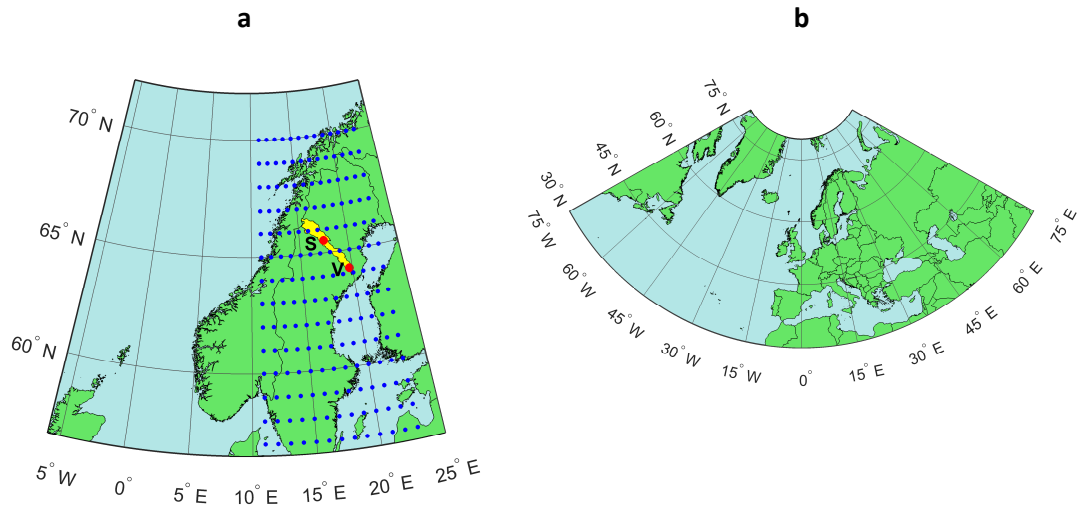 a
70° N
65° N
60° N
S
V
5° W
0°
5° E
10° E
15° E
20° E
25° E
b
75° N
60° N
45° N
30° N
75° W
60° W
45° W
30° W
15° W
0°
15° E
30° E
45° E
60° E
75° E